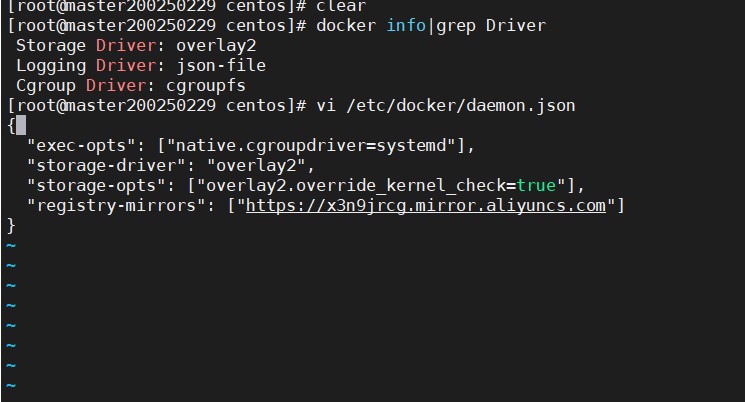 [root@master200250229 centos]# clear
[root@master200250229 centos]# docker info|grep Driver
 Storage Driver: overlay2
 Logging Driver: json-file
 Cgroup Driver: cgroupfs
[root@master200250229 centos]# vi /etc/docker/daemon.json
{
  "exec-opts": ["native.cgroupdriver=systemd"],
  "storage-driver": "overlay2",
  "storage-opts": ["overlay2.override_kernel_check=true"],
  "registry-mirrors": ["https://x3n9jrcg.mirror.aliyuncs.com"]
}
~
~
~
~
~
~
~
~